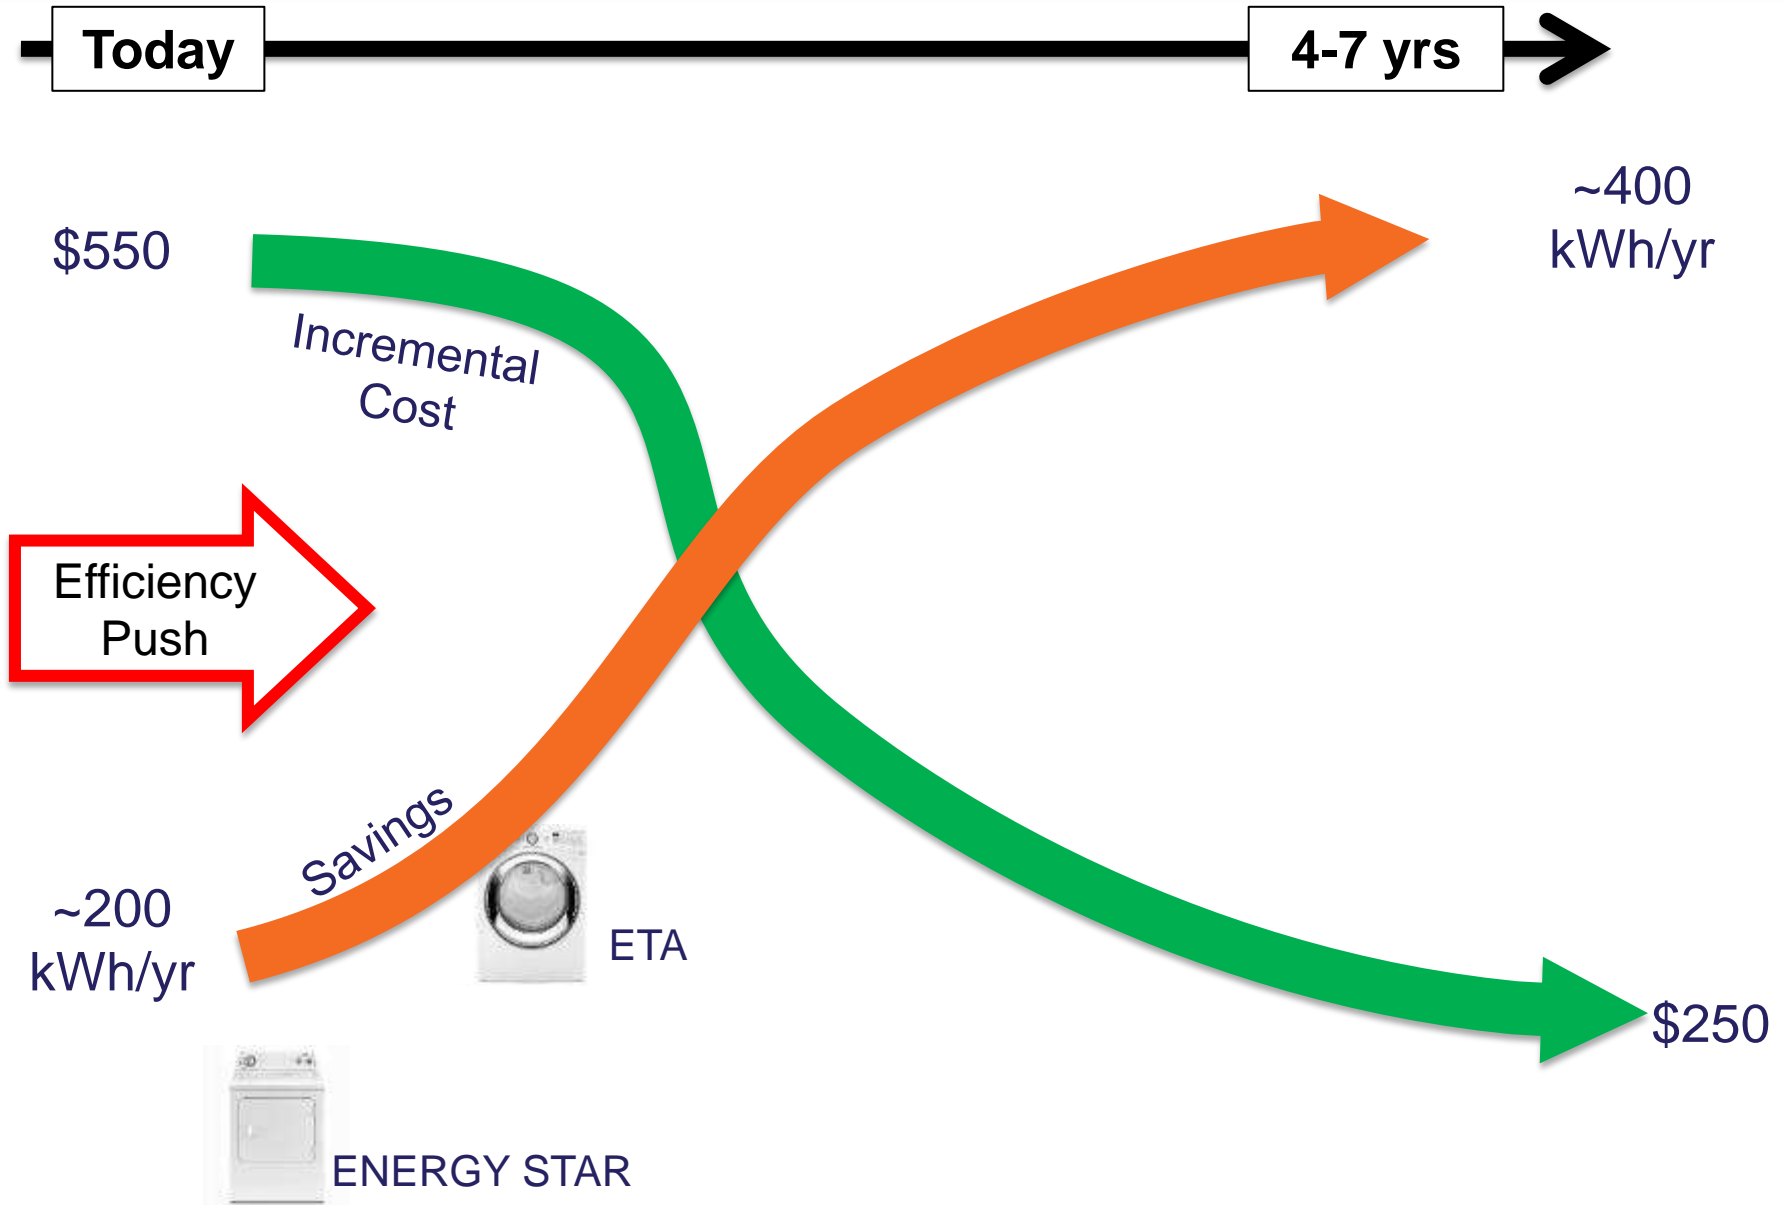 Today
4-7 yrs
~400
kWh/yr
$550
Incremental
Cost
Efficiency
Push
Savings
~200
kWh/yr
ETA
$250
ENERGY STAR